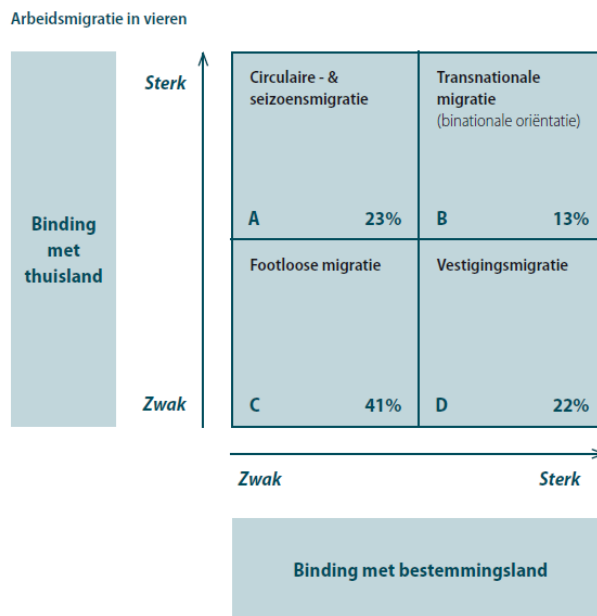 Arbeidsmigratie in vieren
Sterk
Circulaire - &
seizoensmigratie
Transnationale
migratie
(binationale oriëntatie)
A
23%
B
13%
Binding
met
thuisland
Footloose migratie
Vestigingsmigratie
Zwak
C
41%
D
22%
Zwak
Sterk
Binding met bestemmingsland